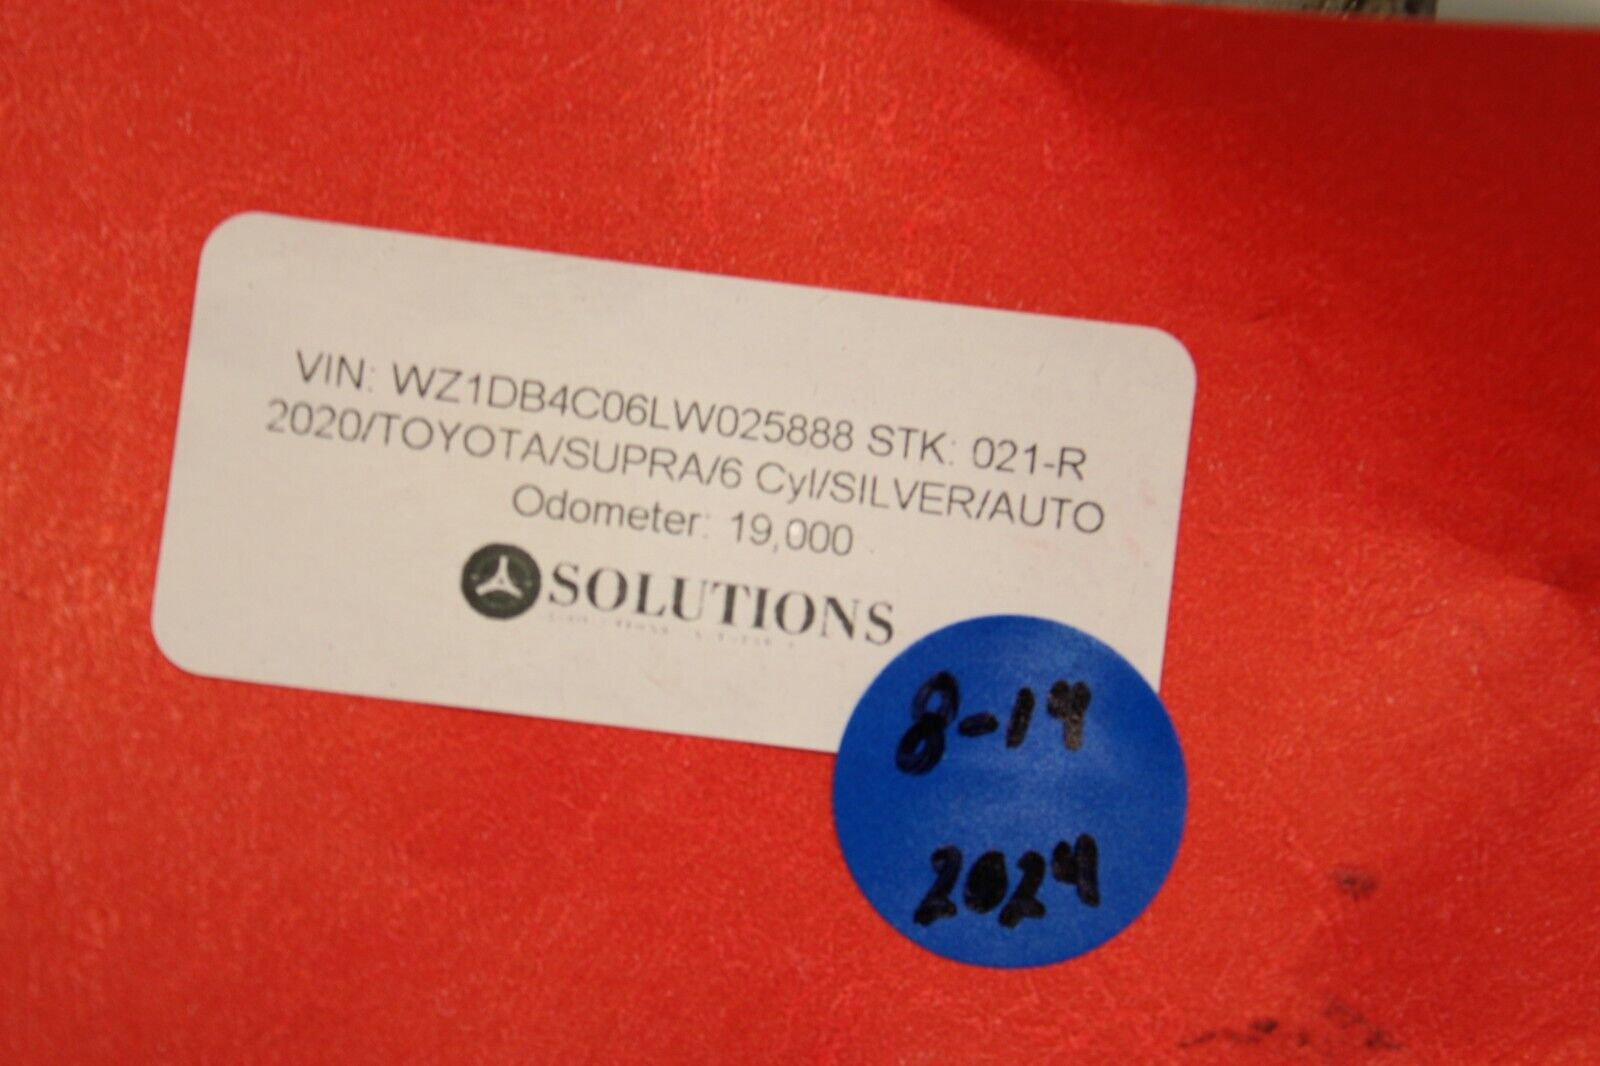 VIN: WZ1DB4C06LW025888 STK: 021-R
2020/TOYOTA/SUPRA/6 Cyl/SILVER/AUTO
Odometer: 19,000
SOLUTIONS
8-14
2024